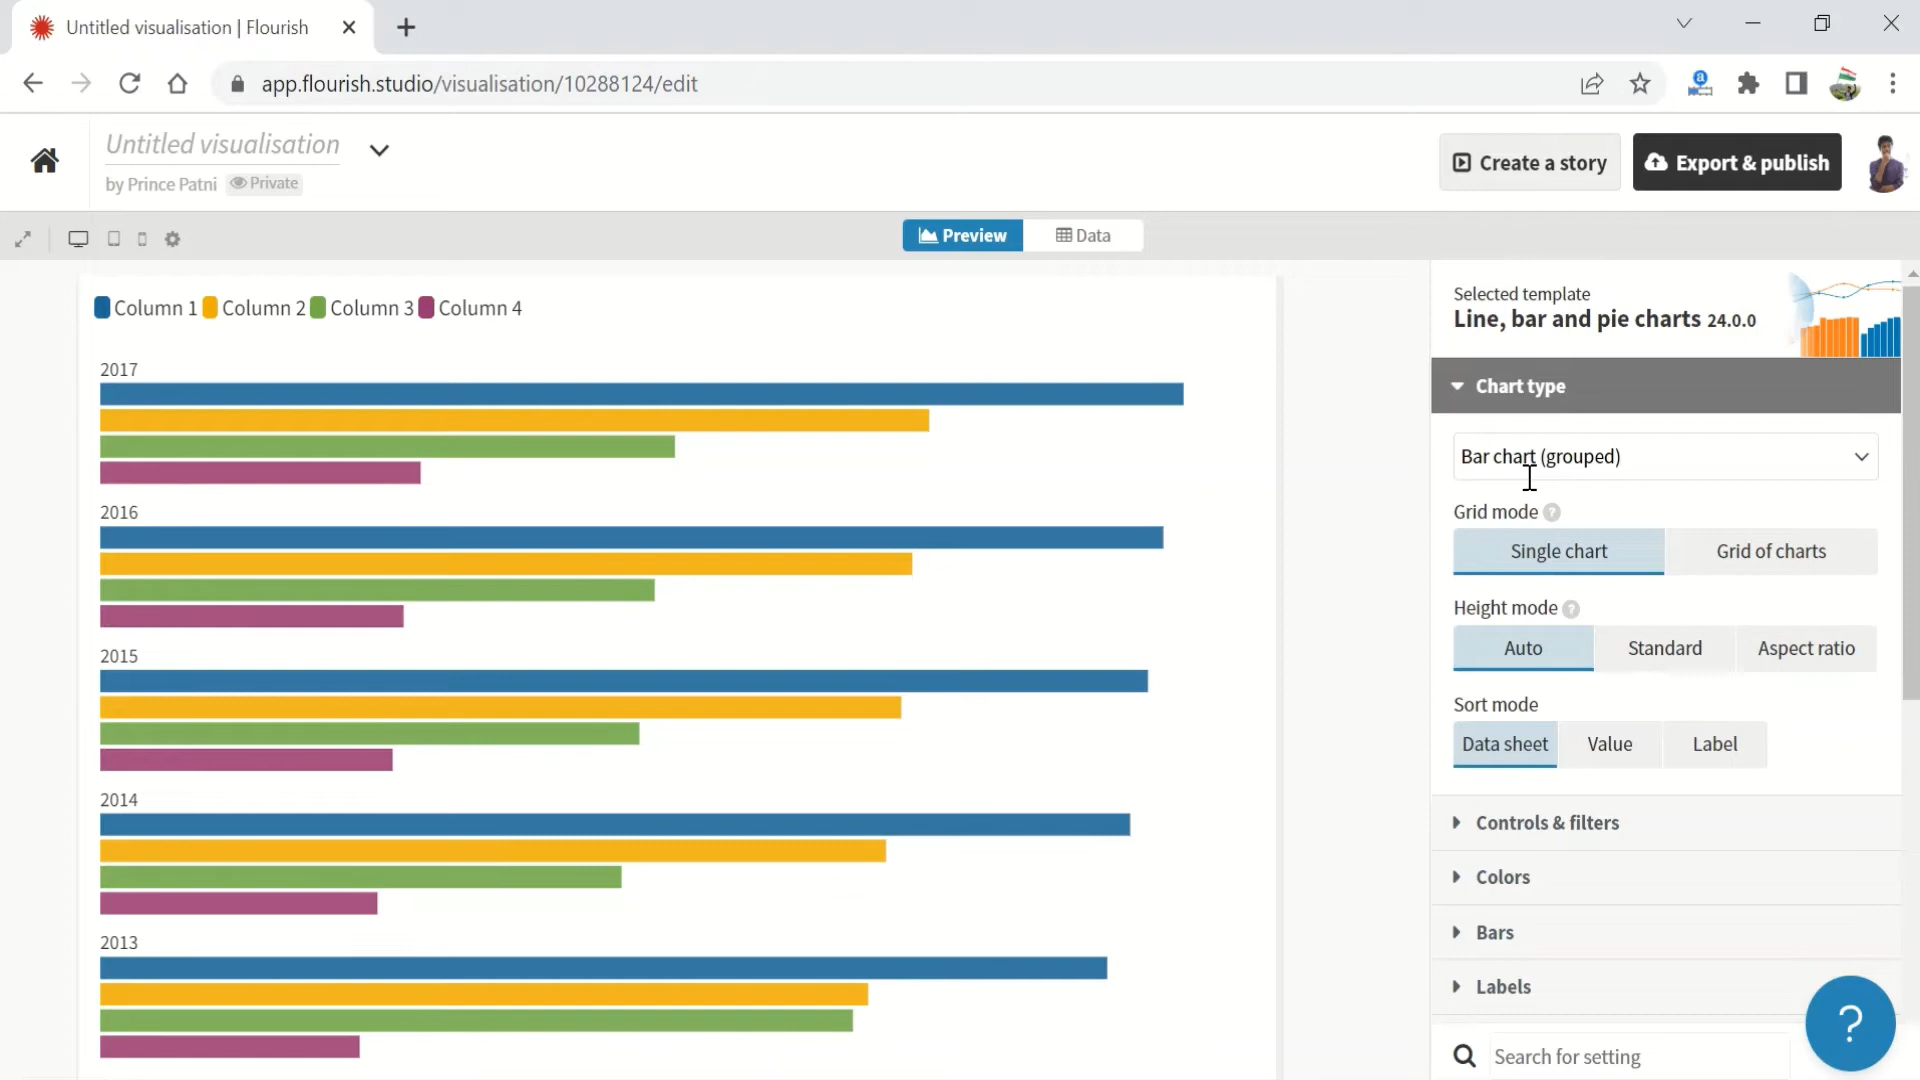 Untitled visualisation | Flourish
app.flourish.studio/visualisation/10288124/edit
Untitled visualisation
by Prince Patni Private
Create a story
Export & publish
Preview
Data
Column 1 Column 2 Column 3 Column 4
2017
2016
2015
2014
2013
Selected template
Line, bar and pie charts 24.0.0
Chart type
Bar chart (grouped)
Grid mode ?
Single chart Grid of charts
Height mode ?
Auto Standard Aspect ratio
Sort mode
Data sheet Value Label
Controls & filters
Colors
Bars
Labels
?
Search for setting